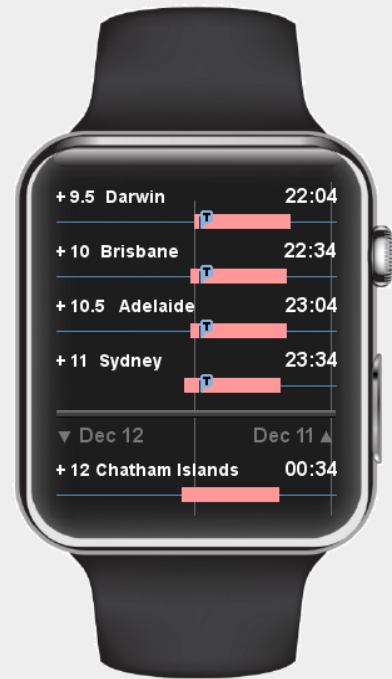 + 9.5 Darwin 22:04
T
+ 10 Brisbane 22:34
T
+ 10.5 Adelaide 23:04
T
+ 11 Sydney 23:34
T
▼ Dec 12 Dec 11 ▲
+ 12 Chatham Islands 00:34